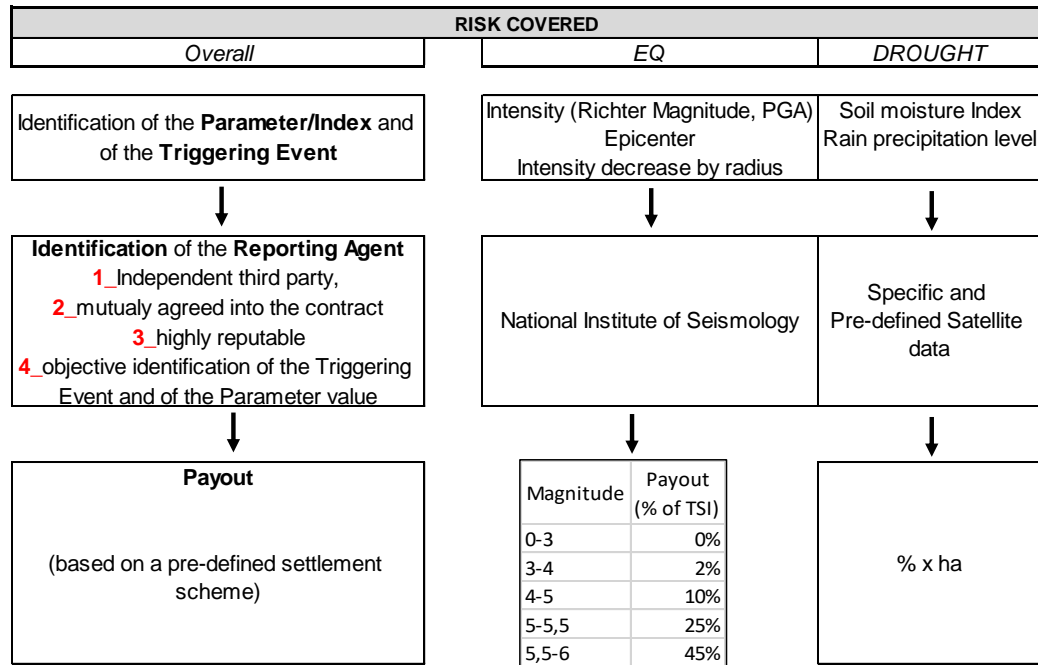 RISK COVERED
Overall
EQ
DROUGHT
Identification of the Parameter/Index and
of the Triggering Event
Intensity (Richter Magnitude, PGA)
Epicenter
Intensity decrease by radius
Soil moisture Index
Rain precipitation level
Identification of the Reporting Agent
1_Independent third party,
2_mutualy agreed into the contract
3_highly reputable
4_objective identification of the Triggering
Event and of the Parameter value
National Institute of Seismology
Specific and
Pre-defined Satellite
data
Payout
(based on a pre-defined settlement
scheme)
Magnitude Payout
(% of TSI)
0-3 0%
3-4 2%
4-5 10%
5-5,5 25%
5,5-6 45%
% x ha